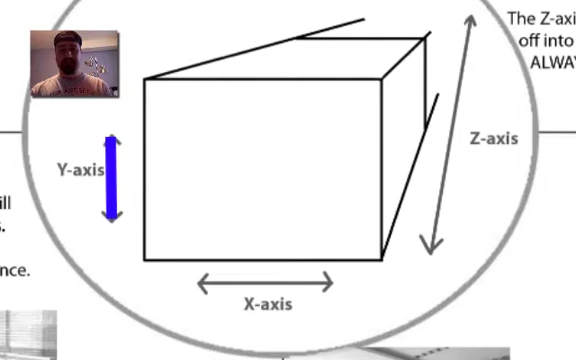 The Z-axi
off into
ALWAY
Z-axis
Y-axis
ill
s.
nce.
X-axis